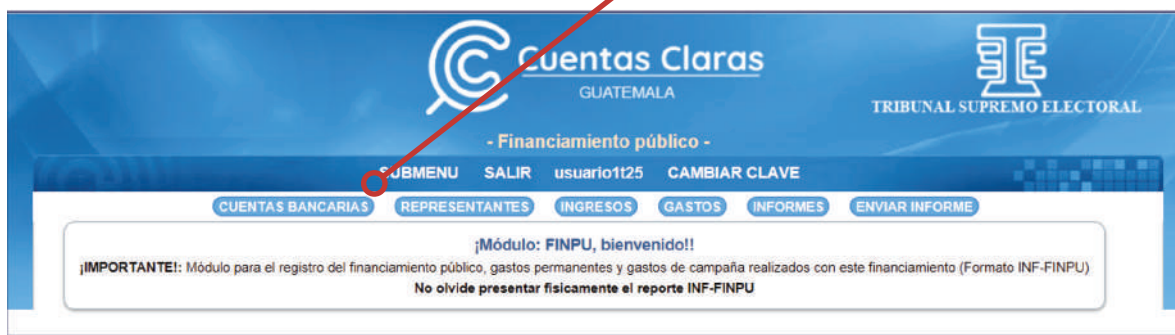 Cuentas Claras
GUATEMALA
TSE
TRIBUNAL SUPREMO ELECTORAL
- Financiamiento público -
SUBMENU SALIR usuario1t25 CAMBIAR CLAVE
CUENTAS BANCARIAS REPRESENTANTES INGRESOS GASTOS INFORMES ENVIAR INFORME
¡Módulo: FINPU, bienvenido!!
¡IMPORTANTE!: Módulo para el registro del financiamiento público, gastos permanentes y gastos de campaña realizados con este financiamiento (Formato INF-FINPU)
No olvide presentar fisicamente el reporte INF-FINPU